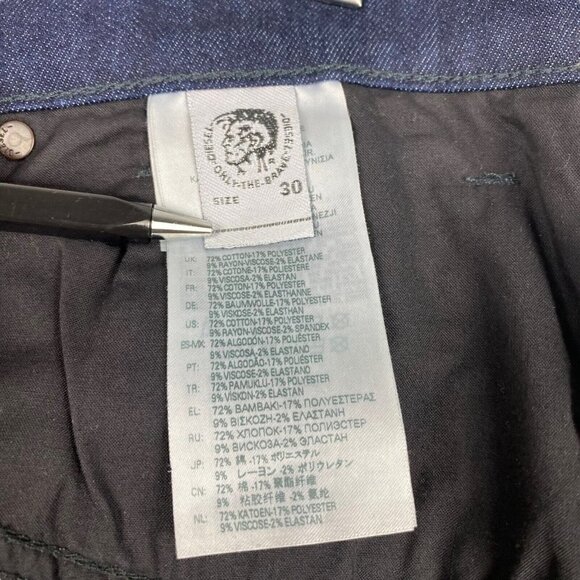 DIESEL
ONLY-THE-BRAVE
DIESEL
R
SIZE 30
UK: 72% COTTON-17% POLYESTER
9% RAYON-VISCOSE-2% ELASTANE
IT: 72% COTONE-17% POLIESTERE
9% VISCOSA-2% ELASTAN
FR: 72% COTON-17% POLYESTER
9% VISCOSE-2% ELASTHANNE
DE: 72% BAUMWOLLE-17% POLYESTER
9% VISKOSE-2% ELASTHAN
US: 72% COTTON-17% POLYESTER
9% RAYON-VISCOSE-2% SPANDEX
ES-MX: 72% ALGODÓN-17% POLIÉSTER
9% VISCOSA-2% ELASTANO
PT: 72% ALGODÃO-17% POLIÉSTER
9% VISCOSE-2% ELASTANO
TR: 72% PAMUKLU-17% POLYESTER
9% VISKON-2% ELASTAN
EL: 72% ΒΑΜΒΑΚΙ-17% ΠΟΛΥΕΣΤΕΡΑΣ
9% ΒΙΣΚΟΖΗ-2% ΕΛΑΣΤΑΝΗ
RU: 72% ХЛОПОК-17% ПОЛИЭСТЕР
9% ВИСКОЗА-2% ЭЛАСТАН
JP: 72% 綿 -17% ポリエステル
9% レーヨン -2% ポリウレタン
CN: 72% 棉 -17% 聚酯纤维
9% 粘胶纤维 -2% 氨纶
NL: 72% KATOEN-17% POLYESTER
9% VISCOSE-2% ELASTAN